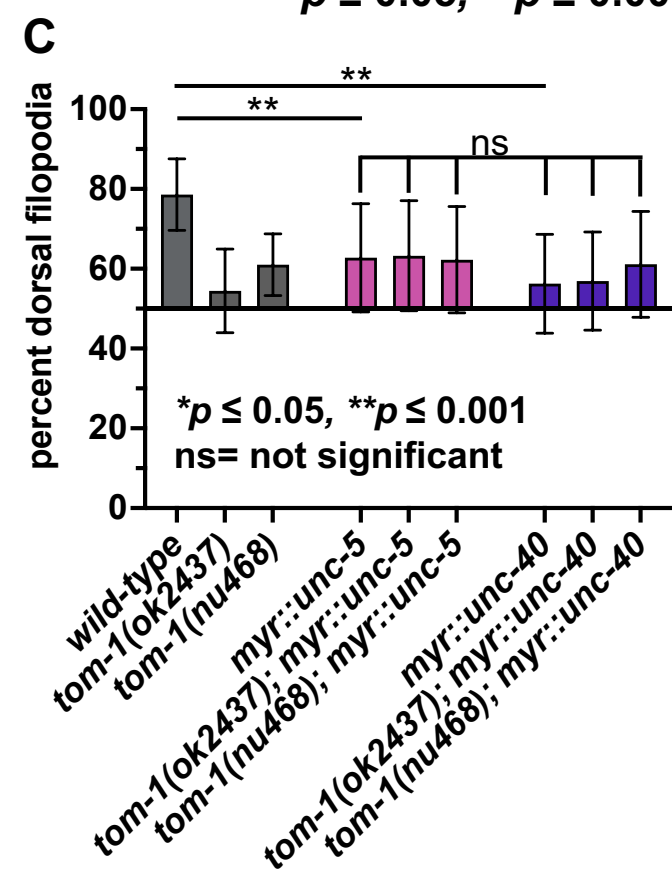 C
**
**
ns
percent dorsal filopodia
100
80
60
40
20
0
*p ≤ 0.05, **p ≤ 0.001
ns= not significant
wild-type
tom-1(ok2437)
tom-1(nu468)
myr::unc-5
tom-1(ok2437); myr::unc-5
tom-1(nu468); myr::unc-5
myr::unc-40
tom-1(ok2437); myr::unc-40
tom-1(nu468); myr::unc-40